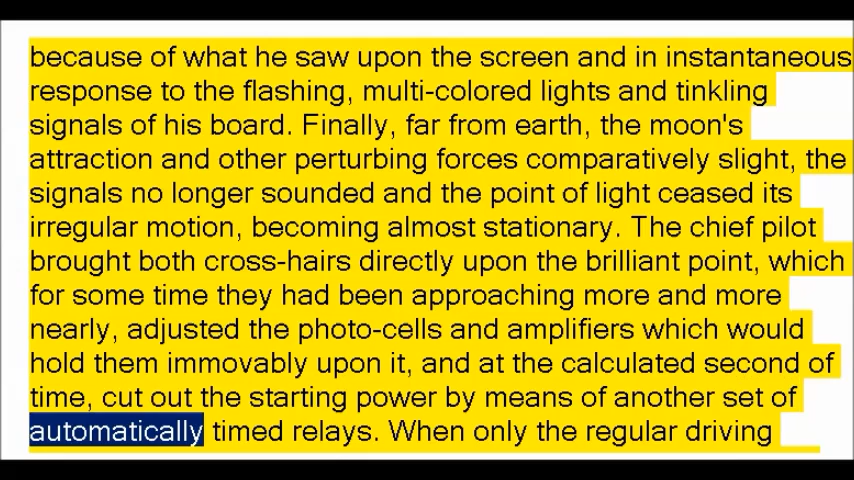 because of what he saw upon the screen and in instantaneous
response to the flashing, multi-colored lights and tinkling
signals of his board. Finally, far from earth, the moon's
attraction and other perturbing forces comparatively slight, the
signals no longer sounded and the point of light ceased its
irregular motion, becoming almost stationary. The chief pilot
brought both cross-hairs directly upon the brilliant point, which
for some time they had been approaching more and more
nearly, adjusted the photo-cells and amplifiers which would
hold them immovably upon it, and at the calculated second of
time, cut out the starting power by means of another set of
automatically timed relays. When only the regular driving